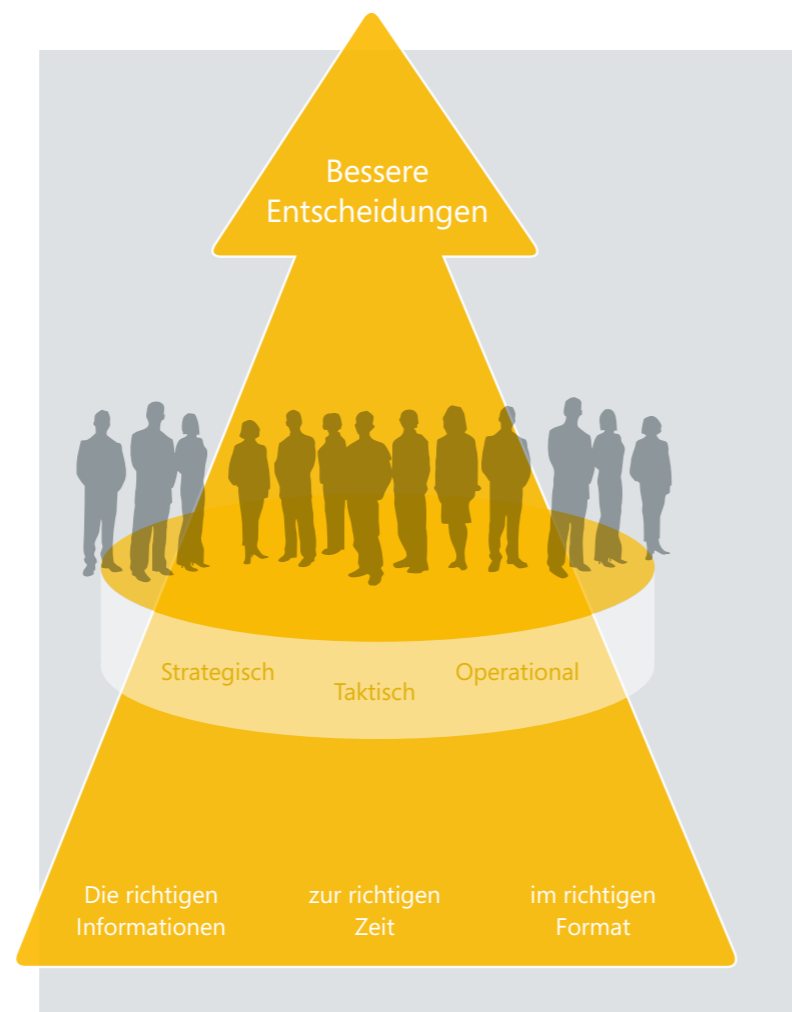 Bessere
Entscheidungen
Strategisch
Taktisch
Operational
Die richtigen
Informationen
zur richtigen
Zeit
im richtigen
Format